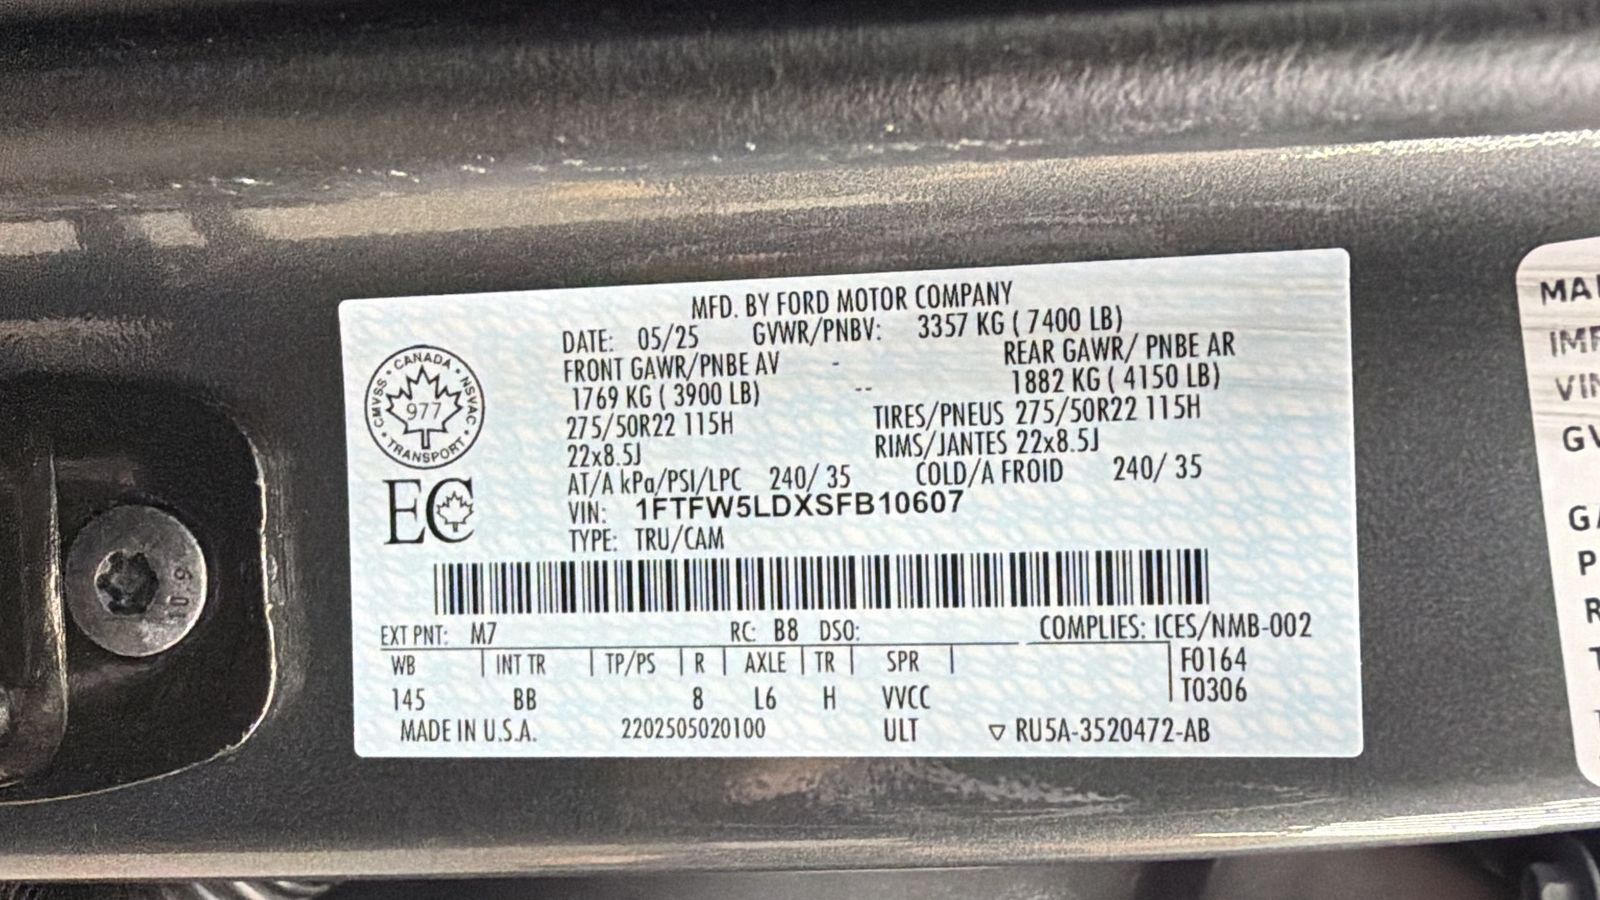 MFD. BY FORD MOTOR COMPANY
DATE: 05/25 GVWR/PNBV: 3357 KG ( 7400 LB)
FRONT GAWR/PNBE AV - REAR GAWR/ PNBE AR
1769 KG ( 3900 LB) -- 1882 KG ( 4150 LB)
275/50R22 115H TIRES/PNEUS 275/50R22 115H
22x8.5J RIMS/JANTES 22x8.5J
AT/A kPa/PSI/LPC 240/ 35 COLD/A FROID 240/ 35
VIN: 1FTFW5LDXSFB10607
TYPE: TRU/CAM
CANADA
CMVSS • NSVAC
977
TRANSPORT
EC
EXT PNT: M7 RC: B8 DSO: COMPLIES: ICES/NMB-002
WB | INT TR | TP/PS | R | AXLE | TR | SPR | F0164
145 BB 8 L6 H VVCC T0306
MADE IN U.S.A. 2202505020100 ULT ▽ RU5A-3520472-AB
10.9
MA
VIN
GV